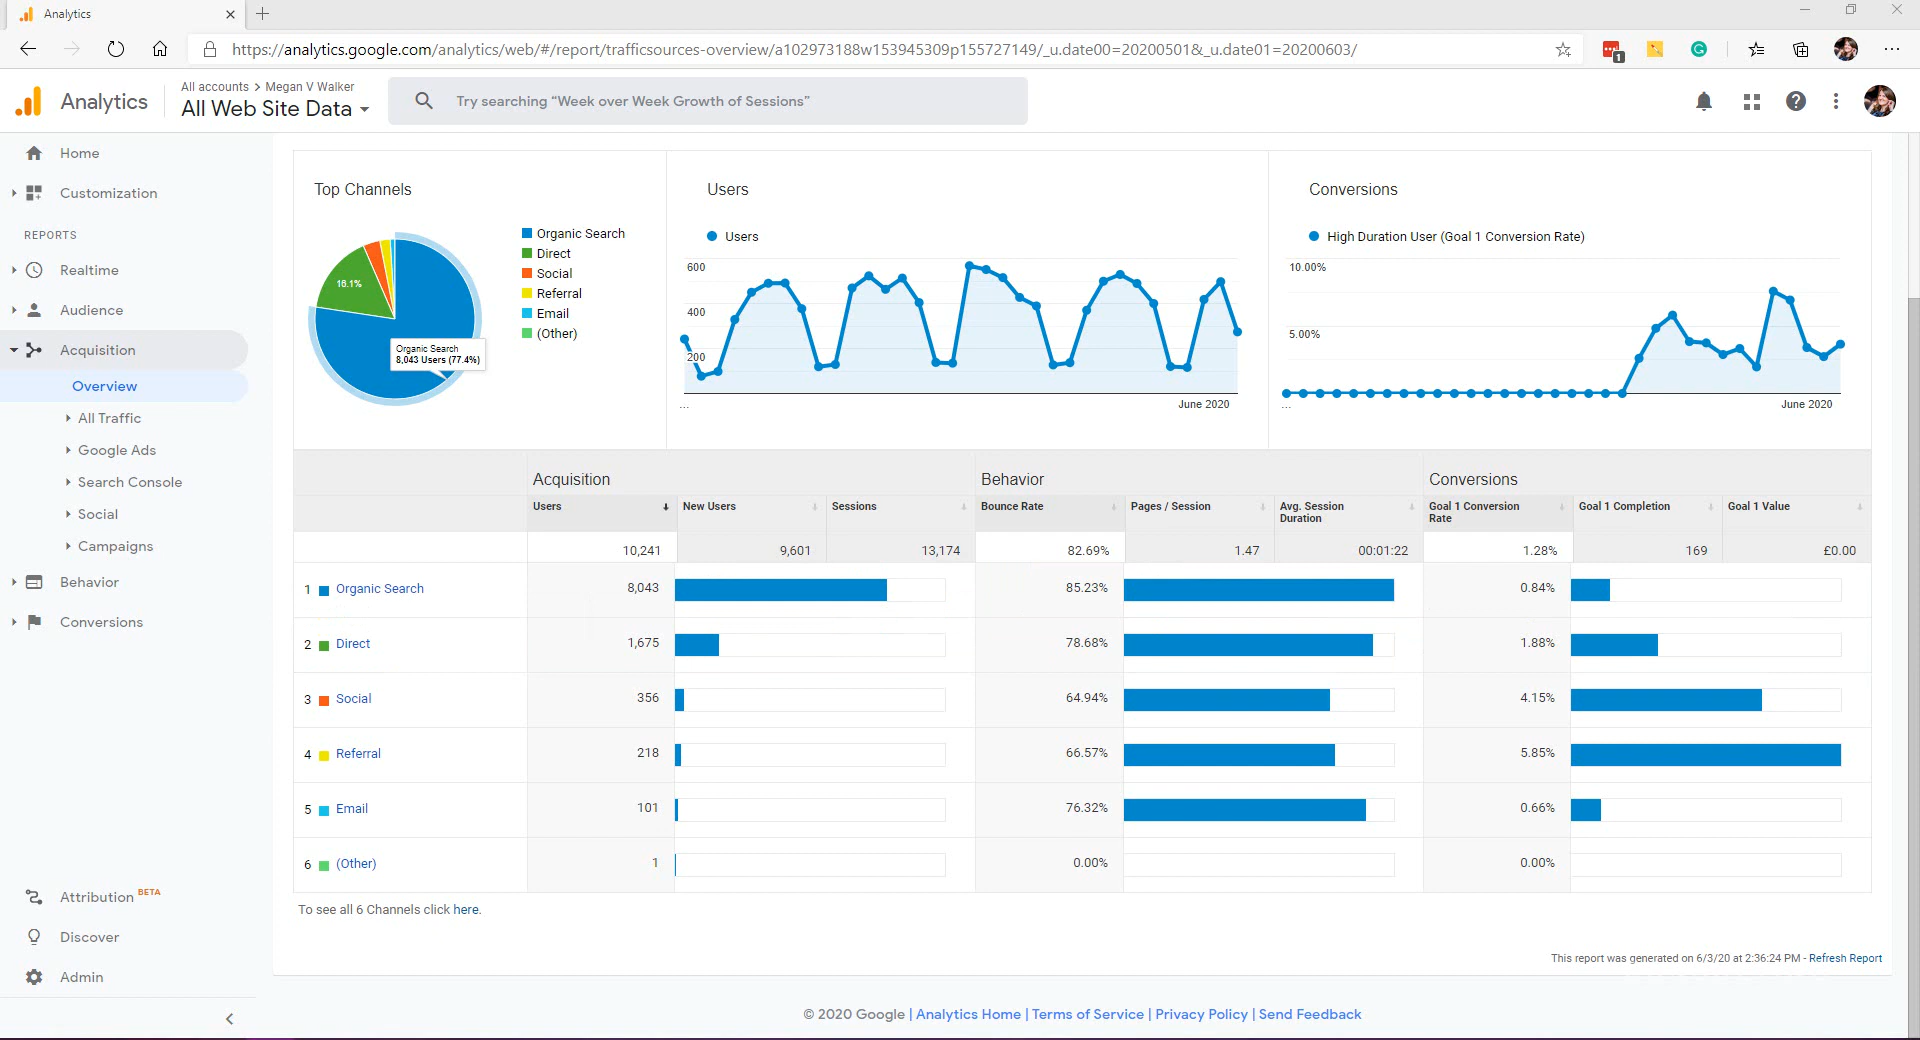 Analytics
https://analytics.google.com/analytics/web/#/report/trafficsources-overview/a102973188w153945309p155727149/_u.date00=20200501&_u.date01=20200603/
1
Analytics
All accounts > Megan V Walker
All Web Site Data
Try searching “Week over Week Growth of Sessions”
Home
Customization
REPORTS
Realtime
Audience
Acquisition
Overview
All Traffic
Google Ads
Search Console
Social
Campaigns
Behavior
Conversions
Attribution BETA
Discover
Admin
Top Channels
Organic Search
Direct
Social
Referral
Email
(Other)
16.1%
Organic Search
8,043 Users (77.4%)
Users
Users
600
400
200
...
June 2020
Conversions
High Duration User (Goal 1 Conversion Rate)
10.00%
5.00%
...
June 2020
Acquisition Behavior Conversions
Users New Users Sessions Bounce Rate Pages / Session Avg. Session Duration Goal 1 Conversion Rate Goal 1 Completion Goal 1 Value
10,241 9,601 13,174 82.69% 1.47 00:01:22 1.28% 169 £0.00
1 Organic Search 8,043 85.23% 0.84%
2 Direct 1,675 78.68% 1.88%
3 Social 356 64.94% 4.15%
4 Referral 218 66.57% 5.85%
5 Email 101 76.32% 0.66%
6 (Other) 1 0.00% 0.00%
To see all 6 Channels click here.
This report was generated on 6/3/20 at 2:36:24 PM - Refresh Report
© 2020 Google | Analytics Home | Terms of Service | Privacy Policy | Send Feedback